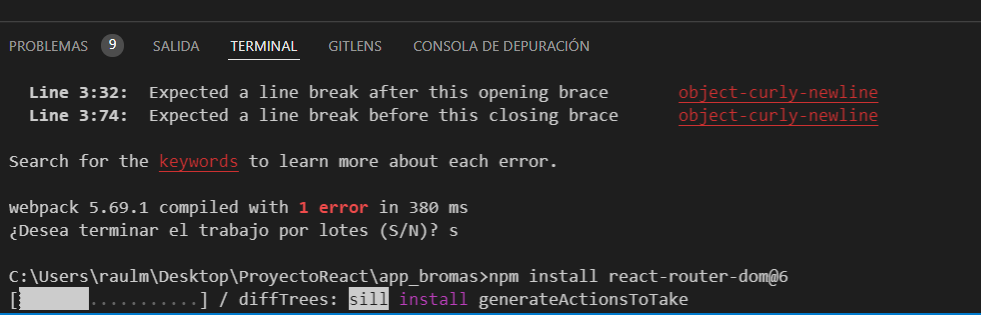 PROBLEMAS 9 SALIDA TERMINAL GITLENS CONSOLA DE DEPURACIÓN
Line 3:32: Expected a line break after this opening brace object-curly-newline
Line 3:74: Expected a line break before this closing brace object-curly-newline
Search for the keywords to learn more about each error.
webpack 5.69.1 compiled with 1 error in 380 ms
¿Desea terminar el trabajo por lotes (S/N)? s
C:\Users\raulm\Desktop\ProyectoReact\app_bromas>npm install react-router-dom@6
[.......] / diffTrees: sill install generateActionsToTake